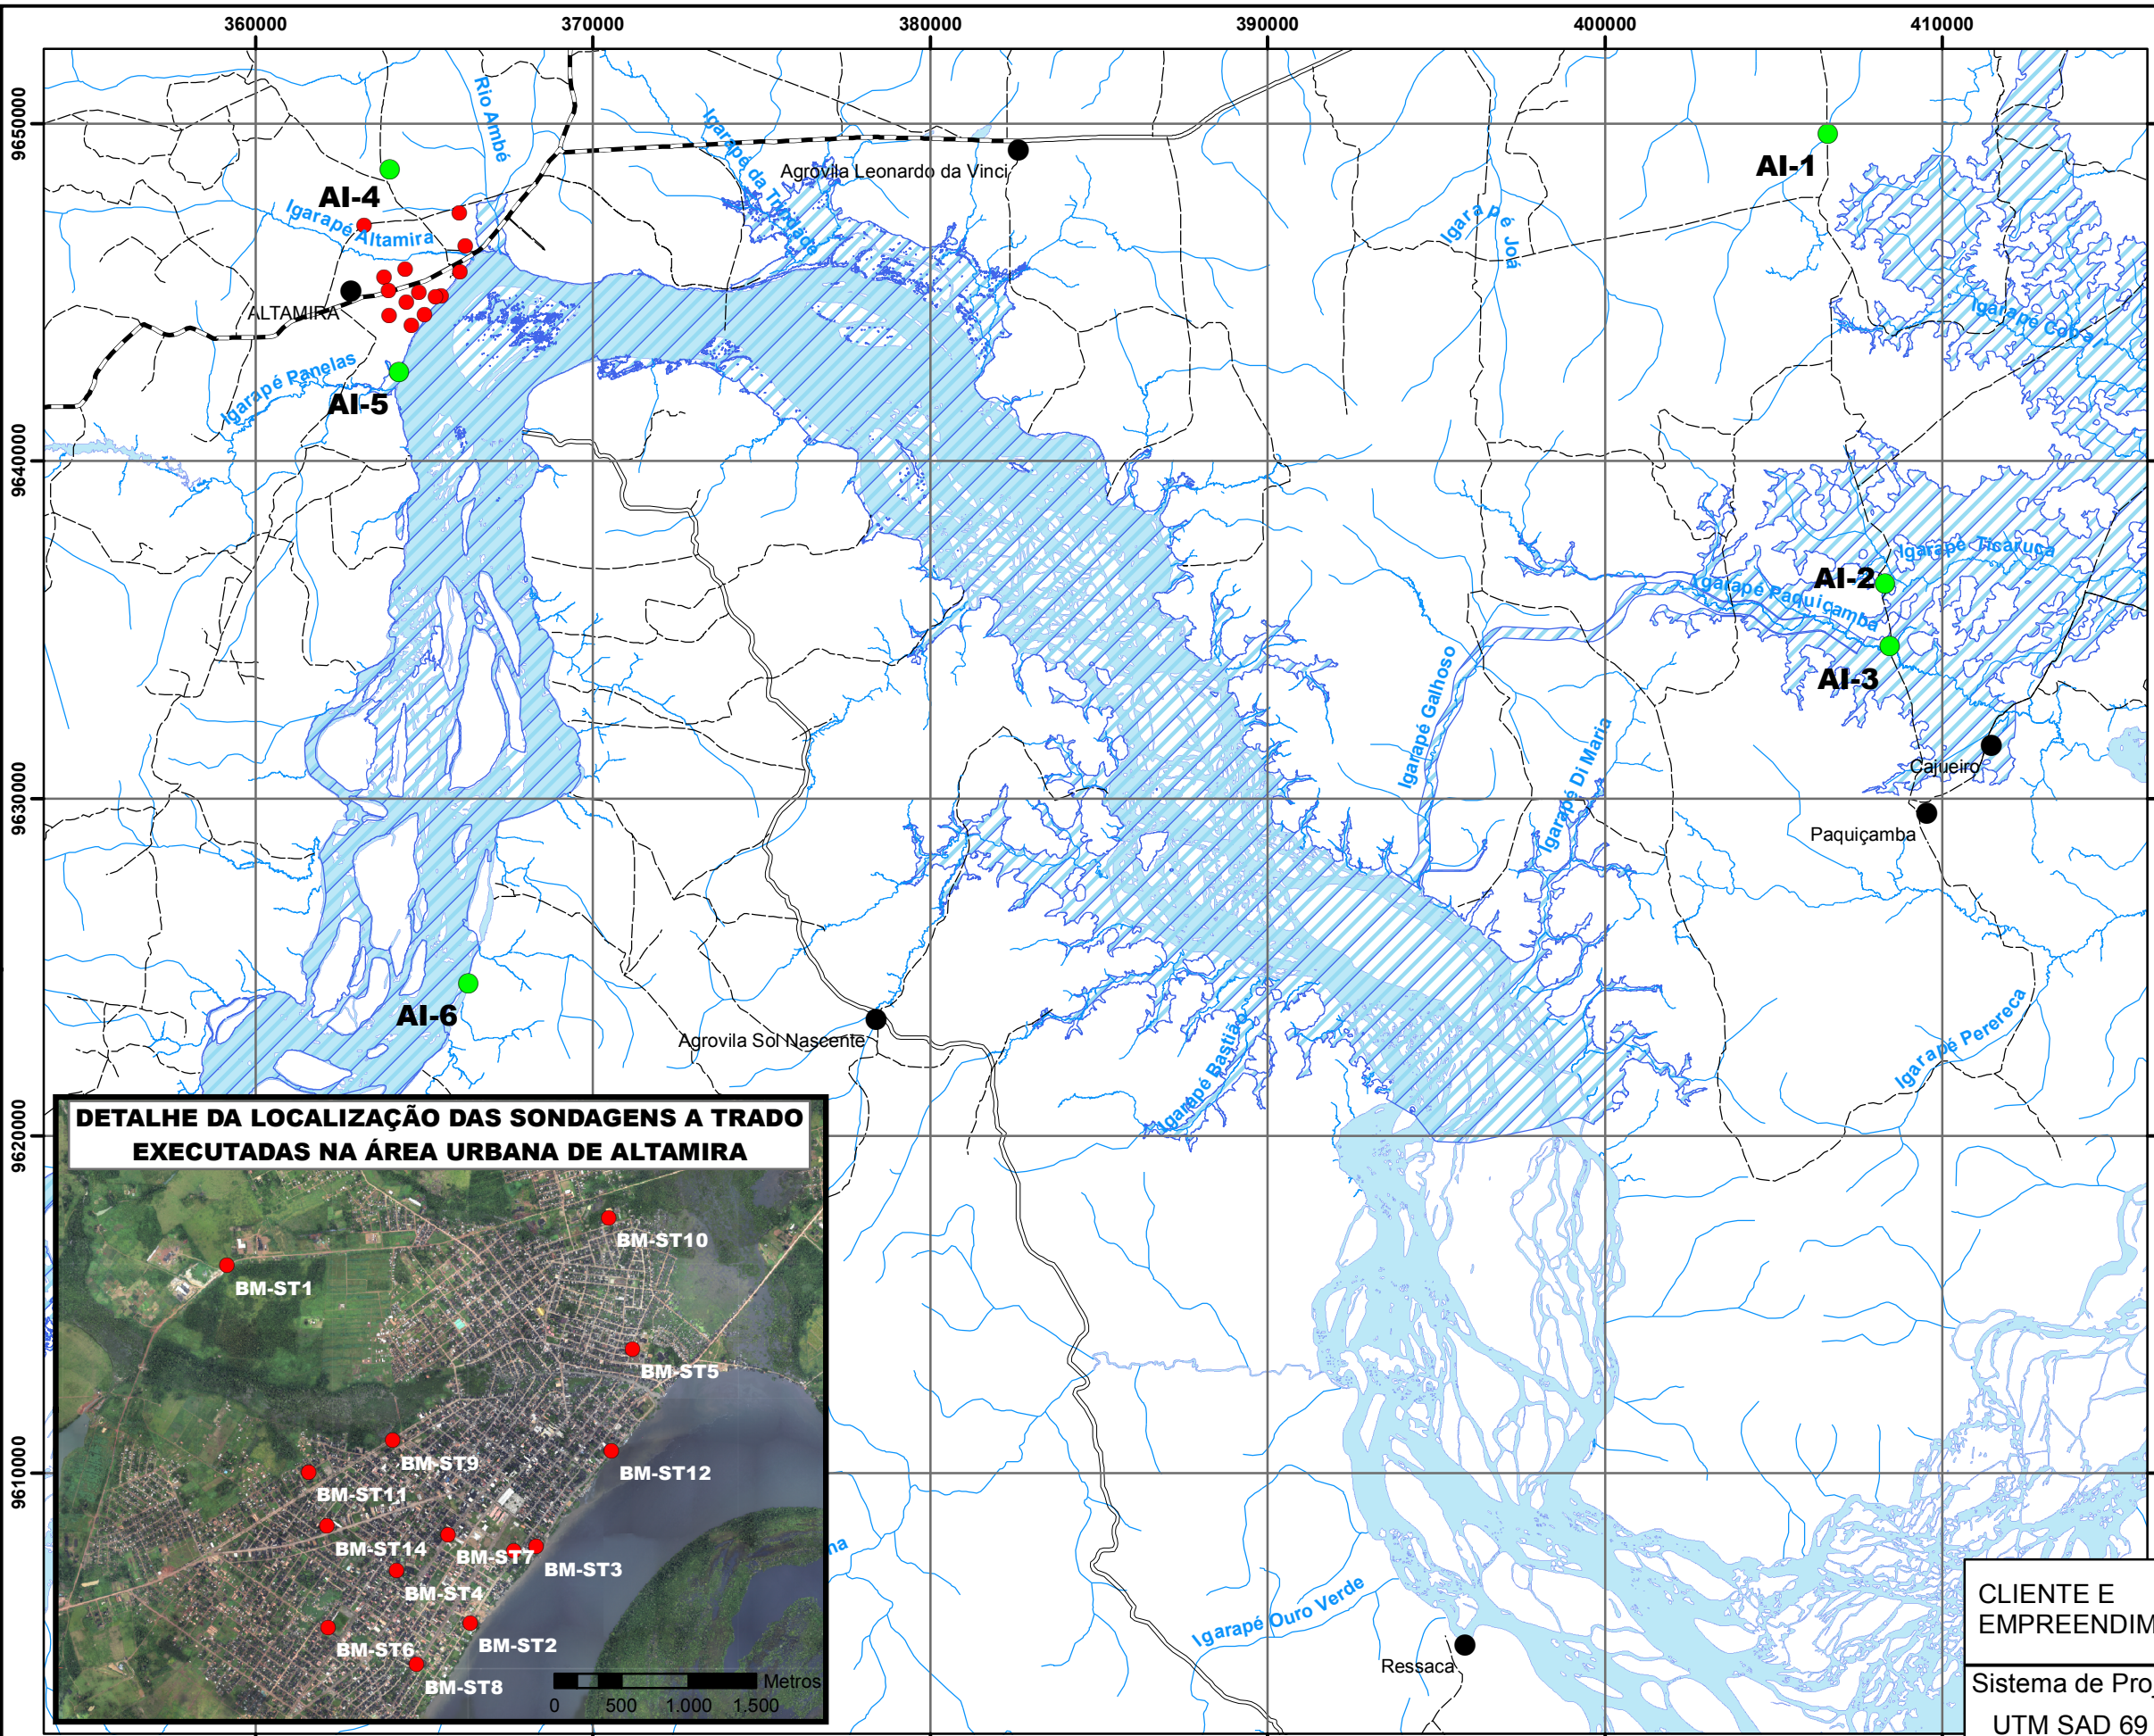 360000
370000
380000
390000
400000
410000
9650000
9640000
9630000
9620000
9610000
Rio Ambé
Igarapé da Trindade
Agrovila Leonardo da Vinci
AI-1
AI-4
Igarapé Altamira
Igarapé Joá
ALTAMIRA
Igarapé Cobal
Igarapé Panelas
AI-5
Igarapé Ticaruca
AI-2
Igarapé Paquiçamba
AI-3
Igarapé Galhoso
Igarapé Di Maria
Cajueiro
Paquiçamba
AI-6
Agrovila Sol Nascente
Igarapé Bastião
Igarapé Perereca
DETALHE DA LOCALIZAÇÃO DAS SONDAGENS A TRADO
EXECUTADAS NA ÁREA URBANA DE ALTAMIRA
BM-ST10
BM-ST1
BM-ST5
BM-ST9
BM-ST12
BM-ST11
BM-ST14
BM-ST7
BM-ST3
BM-ST4
BM-ST6
BM-ST2
BM-ST8
Metros
0 500 1.000 1.500
na
Igarapé Ouro Verde
Ressaca
CLIENTE E
EMPREENDIM
Sistema de Pro
UTM SAD 69